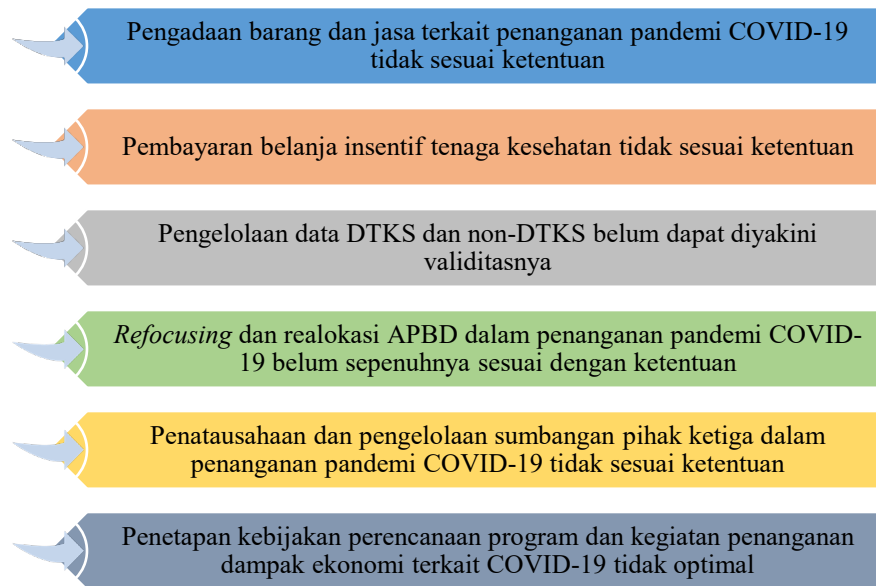 Pengadaan barang dan jasa terkait penanganan pandemi COVID-19
tidak sesuai ketentuan
Pembayaran belanja insentif tenaga kesehatan tidak sesuai ketentuan
Pengelolaan data DTKS dan non-DTKS belum dapat diyakini
validitasnya
Refocusing dan realokasi APBD dalam penanganan pandemi COVID-
19 belum sepenuhnya sesuai dengan ketentuan
Penatausahaan dan pengelolaan sumbangan pihak ketiga dalam
penanganan pandemi COVID-19 tidak sesuai ketentuan
Penetapan kebijakan perencanaan program dan kegiatan penanganan
dampak ekonomi terkait COVID-19 tidak optimal